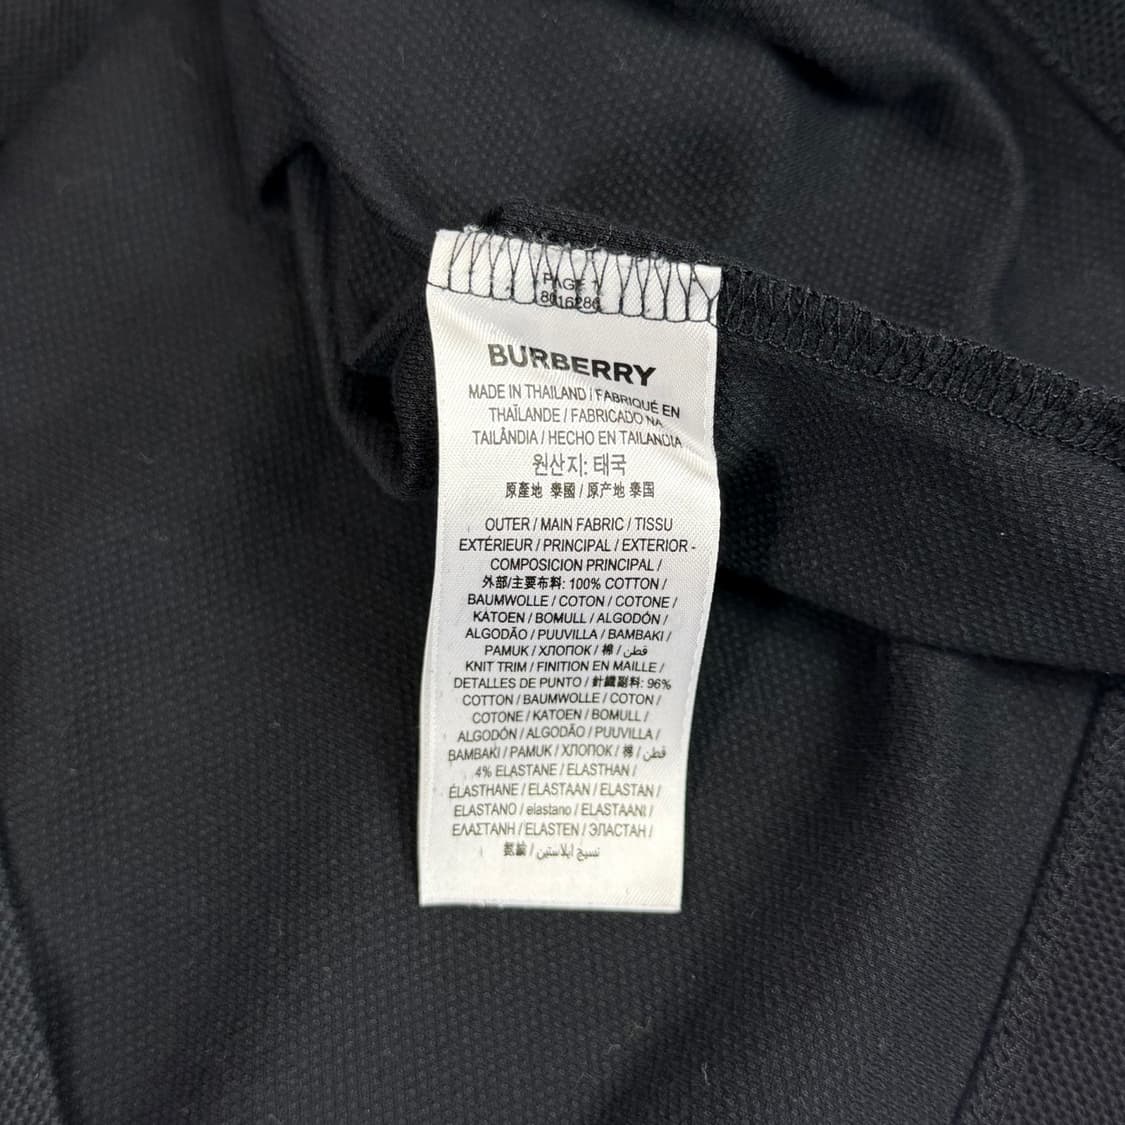 PAGE 1
8016286
BURBERRY
MADE IN THAILAND / FABRIQUÉ EN
THAÏLANDE / FABRICADO NA
TAILÂNDIA / HECHO EN TAILANDIA
원산지: 태국
原產地 泰國 / 原产地 泰国
OUTER / MAIN FABRIC / TISSU
EXTÉRIEUR / PRINCIPAL / EXTERIOR -
COMPOSICION PRINCIPAL /
外部/主要布料: 100% COTTON /
BAUMWOLLE / COTON / COTONE /
KATOEN / BOMULL / ALGODÓN /
ALGODÃO / PUUVILLA / BAMBAKI /
PAMUK / ХЛОПОК / 棉 / قطن
KNIT TRIM / FINITION EN MAILLE /
DETALLES DE PUNTO / 針織副料: 96%
COTTON / BAUMWOLLE / COTON /
COTONE / KATOEN / BOMULL /
ALGODÓN / ALGODÃO / PUUVILLA /
BAMBAKI / PAMUK / ХЛОПОК / 棉 / قطن
4% ELASTANE / ELASTHAN /
ÉLASTHANE / ELASTAAN / ELASTAN /
ELASTANO / elastano / ELASTAANI /
ΕΛΑΣΤΑΝΗ / ELASTEN / ЭЛАСТАН /
/ نسيج ايلاستين